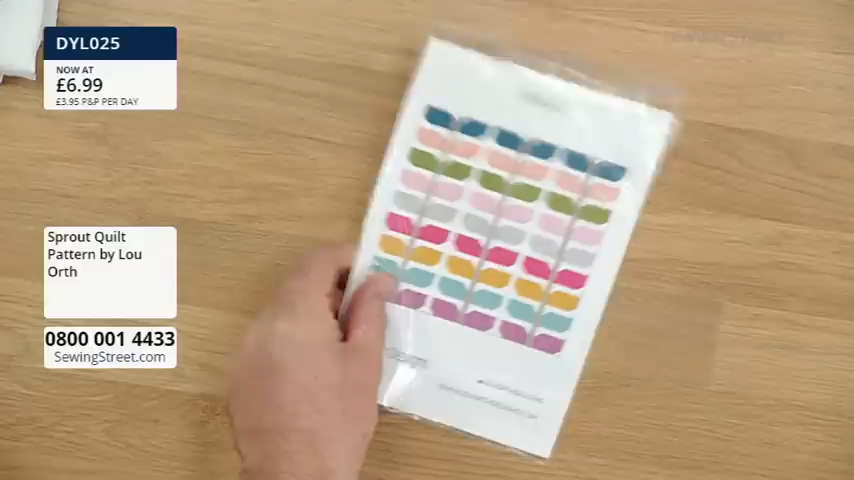 DYL025
NOW AT
£6.99
£3.95 P&P PER DAY
Sprout Quilt
Pattern by Lou
Orth
0800 001 4433
SewingStreet.com